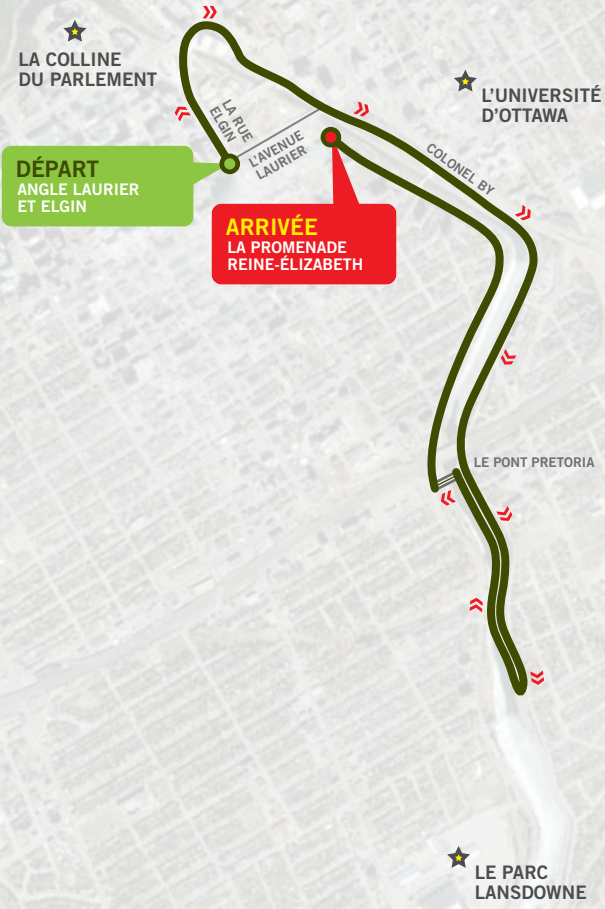 LA COLLINE
DU PARLEMENT
L'UNIVERSITÉ
D'OTTAWA
LA RUE
ELGIN
L'AVENUE
LAURIER
COLONEL BY
DÉPART
ANGLE LAURIER
ET ELGIN
ARRIVÉE
LA PROMENADE
REINE-ÉLIZABETH
LE PONT PRETORIA
LE PARC
LANSDOWNE